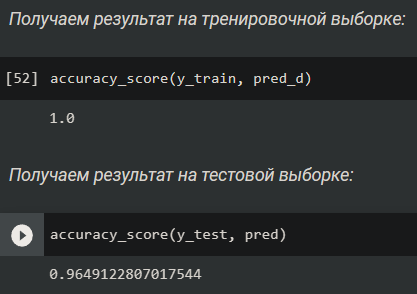 Получаем результат на тренировочной выборке:
[52] accuracy_score(y_train, pred_d)
1.0
Получаем результат на тестовой выборке:
accuracy_score(y_test, pred)
0.9649122807017544